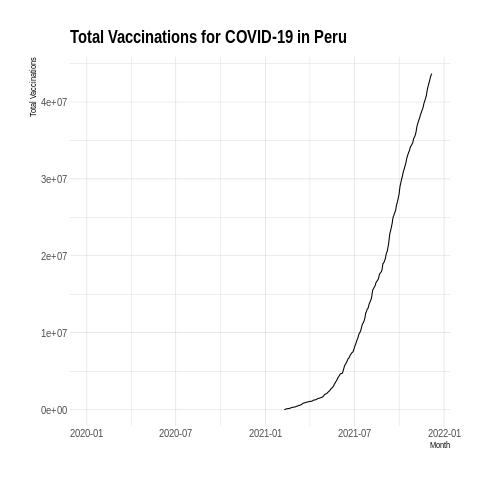 Total Vaccinations for COVID-19 in Peru
Total Vaccinations
4e+07
3e+07
2e+07
1e+07
0e+00
2020-01 2020-07 2021-01 2021-07 2022-01
Month